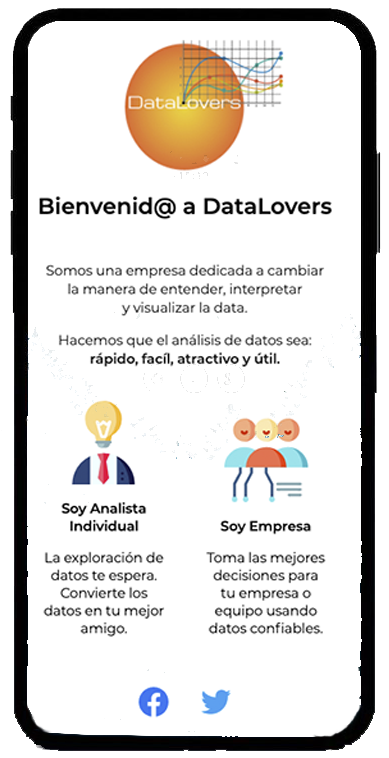 DataLovers
Bienvenid@ a DataLovers
Somos una empresa dedicada a cambiar
la manera de entender, interpretar
y visualizar la data.
Hacemos que el análisis de datos sea:
rápido, facíl, atractivo y útil.
Soy Analista
Individual
La exploración de
datos te espera.
Convierte los
datos en tu mejor
amigo.
Soy Empresa
Toma las mejores
decisiones para
tu empresa o
equipo usando
datos confiables.